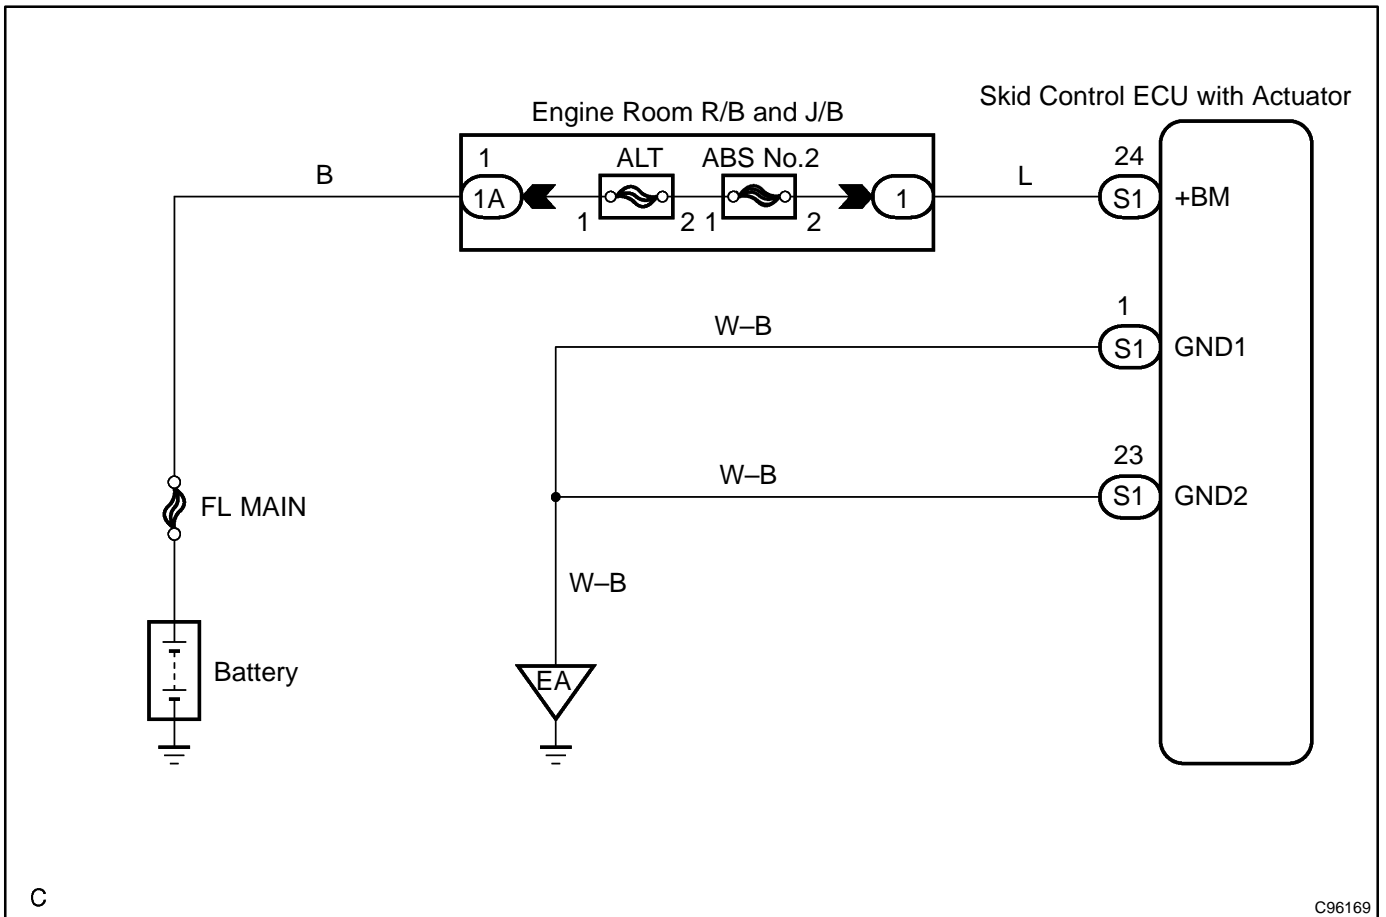 Skid Control ECU with Actuator
Engine Room R/B and J/B
1
ALT
ABS No.2
24
B
1A
1
2
1
2
1
L
S1
+BM
1
W–B
S1
GND1
23
W–B
S1
GND2
FL MAIN
W–B
Battery
EA
C
C96169